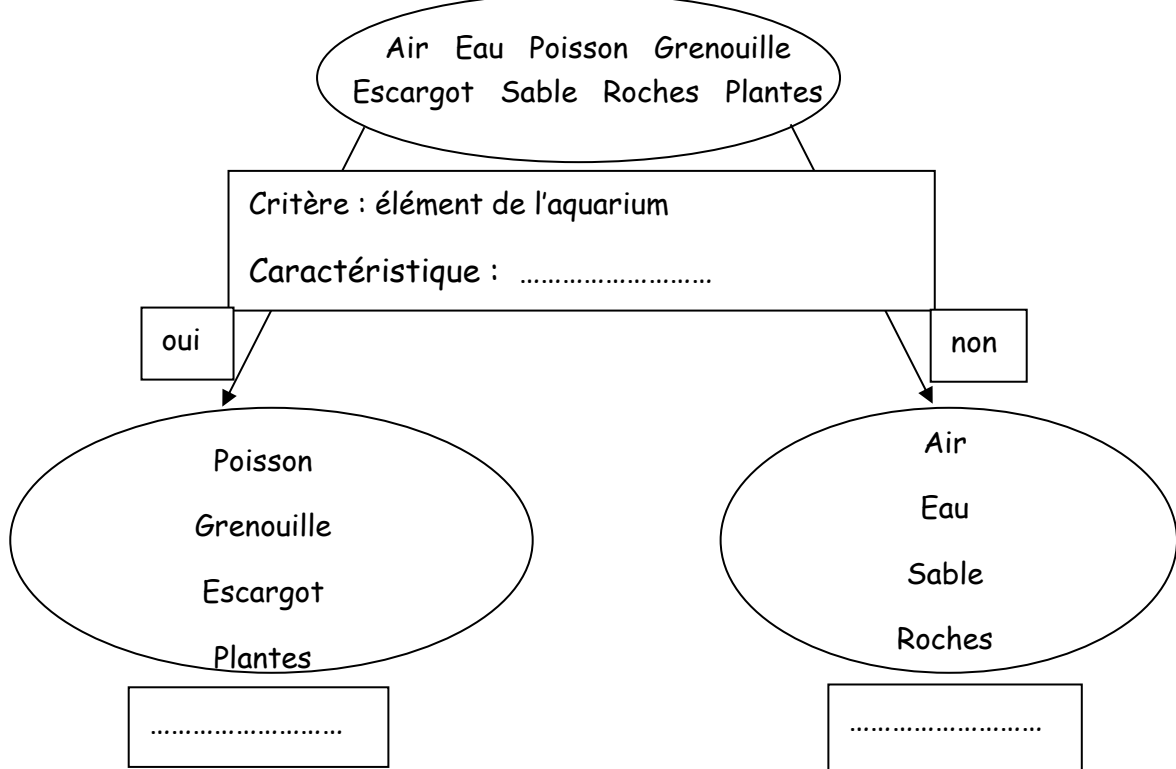 Air Eau Poisson Grenouille
Escargot Sable Roches Plantes
Critère : élément de l’aquarium
Caractéristique : ………………………
oui
non
Poisson
Grenouille
Escargot
Plantes
………………………
Air
Eau
Sable
Roches
………………………